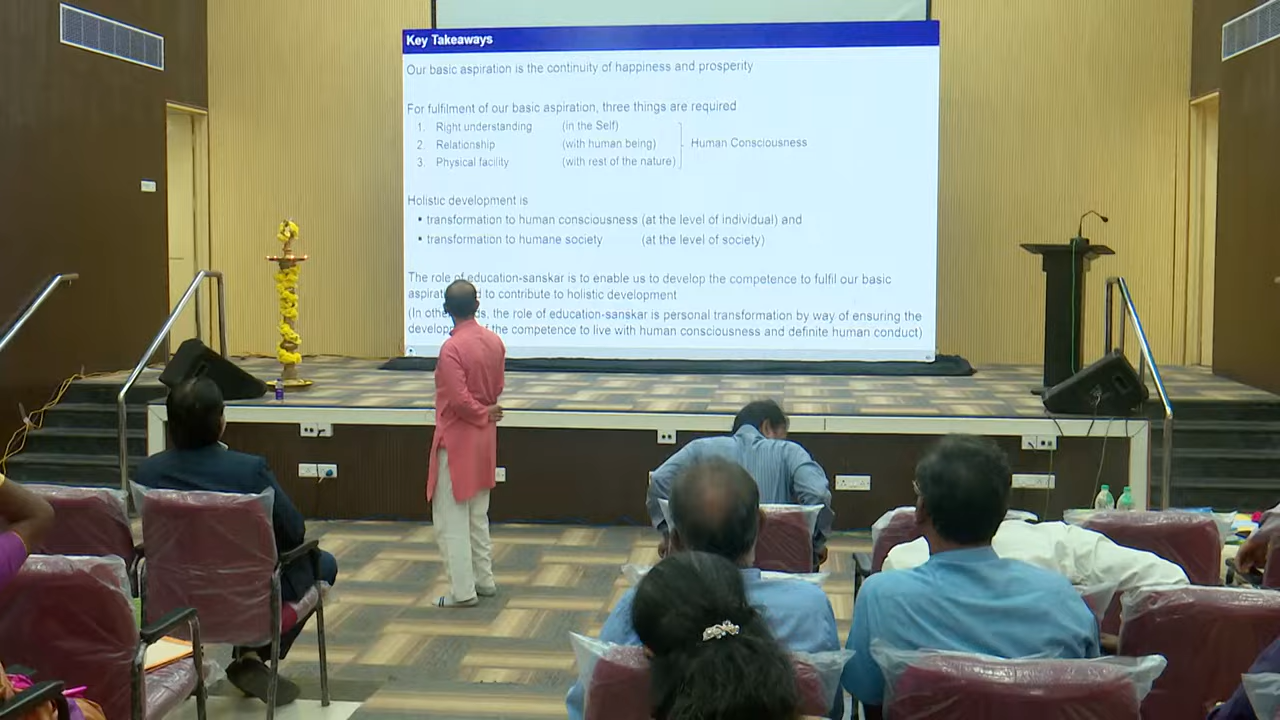 Key Takeaways
Our basic aspiration is the continuity of happiness and prosperity
For fulfilment of our basic aspiration, three things are required
1. Right understanding (in the Self)
2. Relationship (with human being) Human Consciousness
3. Physical facility (with rest of the nature)
Holistic development is
• transformation to human consciousness (at the level of individual) and
• transformation to humane society (at the level of society)
The role of education-sanskar is to enable us to develop the competence to fulfil our basic
to contribute to holistic development
(In the role of education-sanskar is personal transformation by way of ensuring the
the competence to live with human consciousness and definite human conduct)